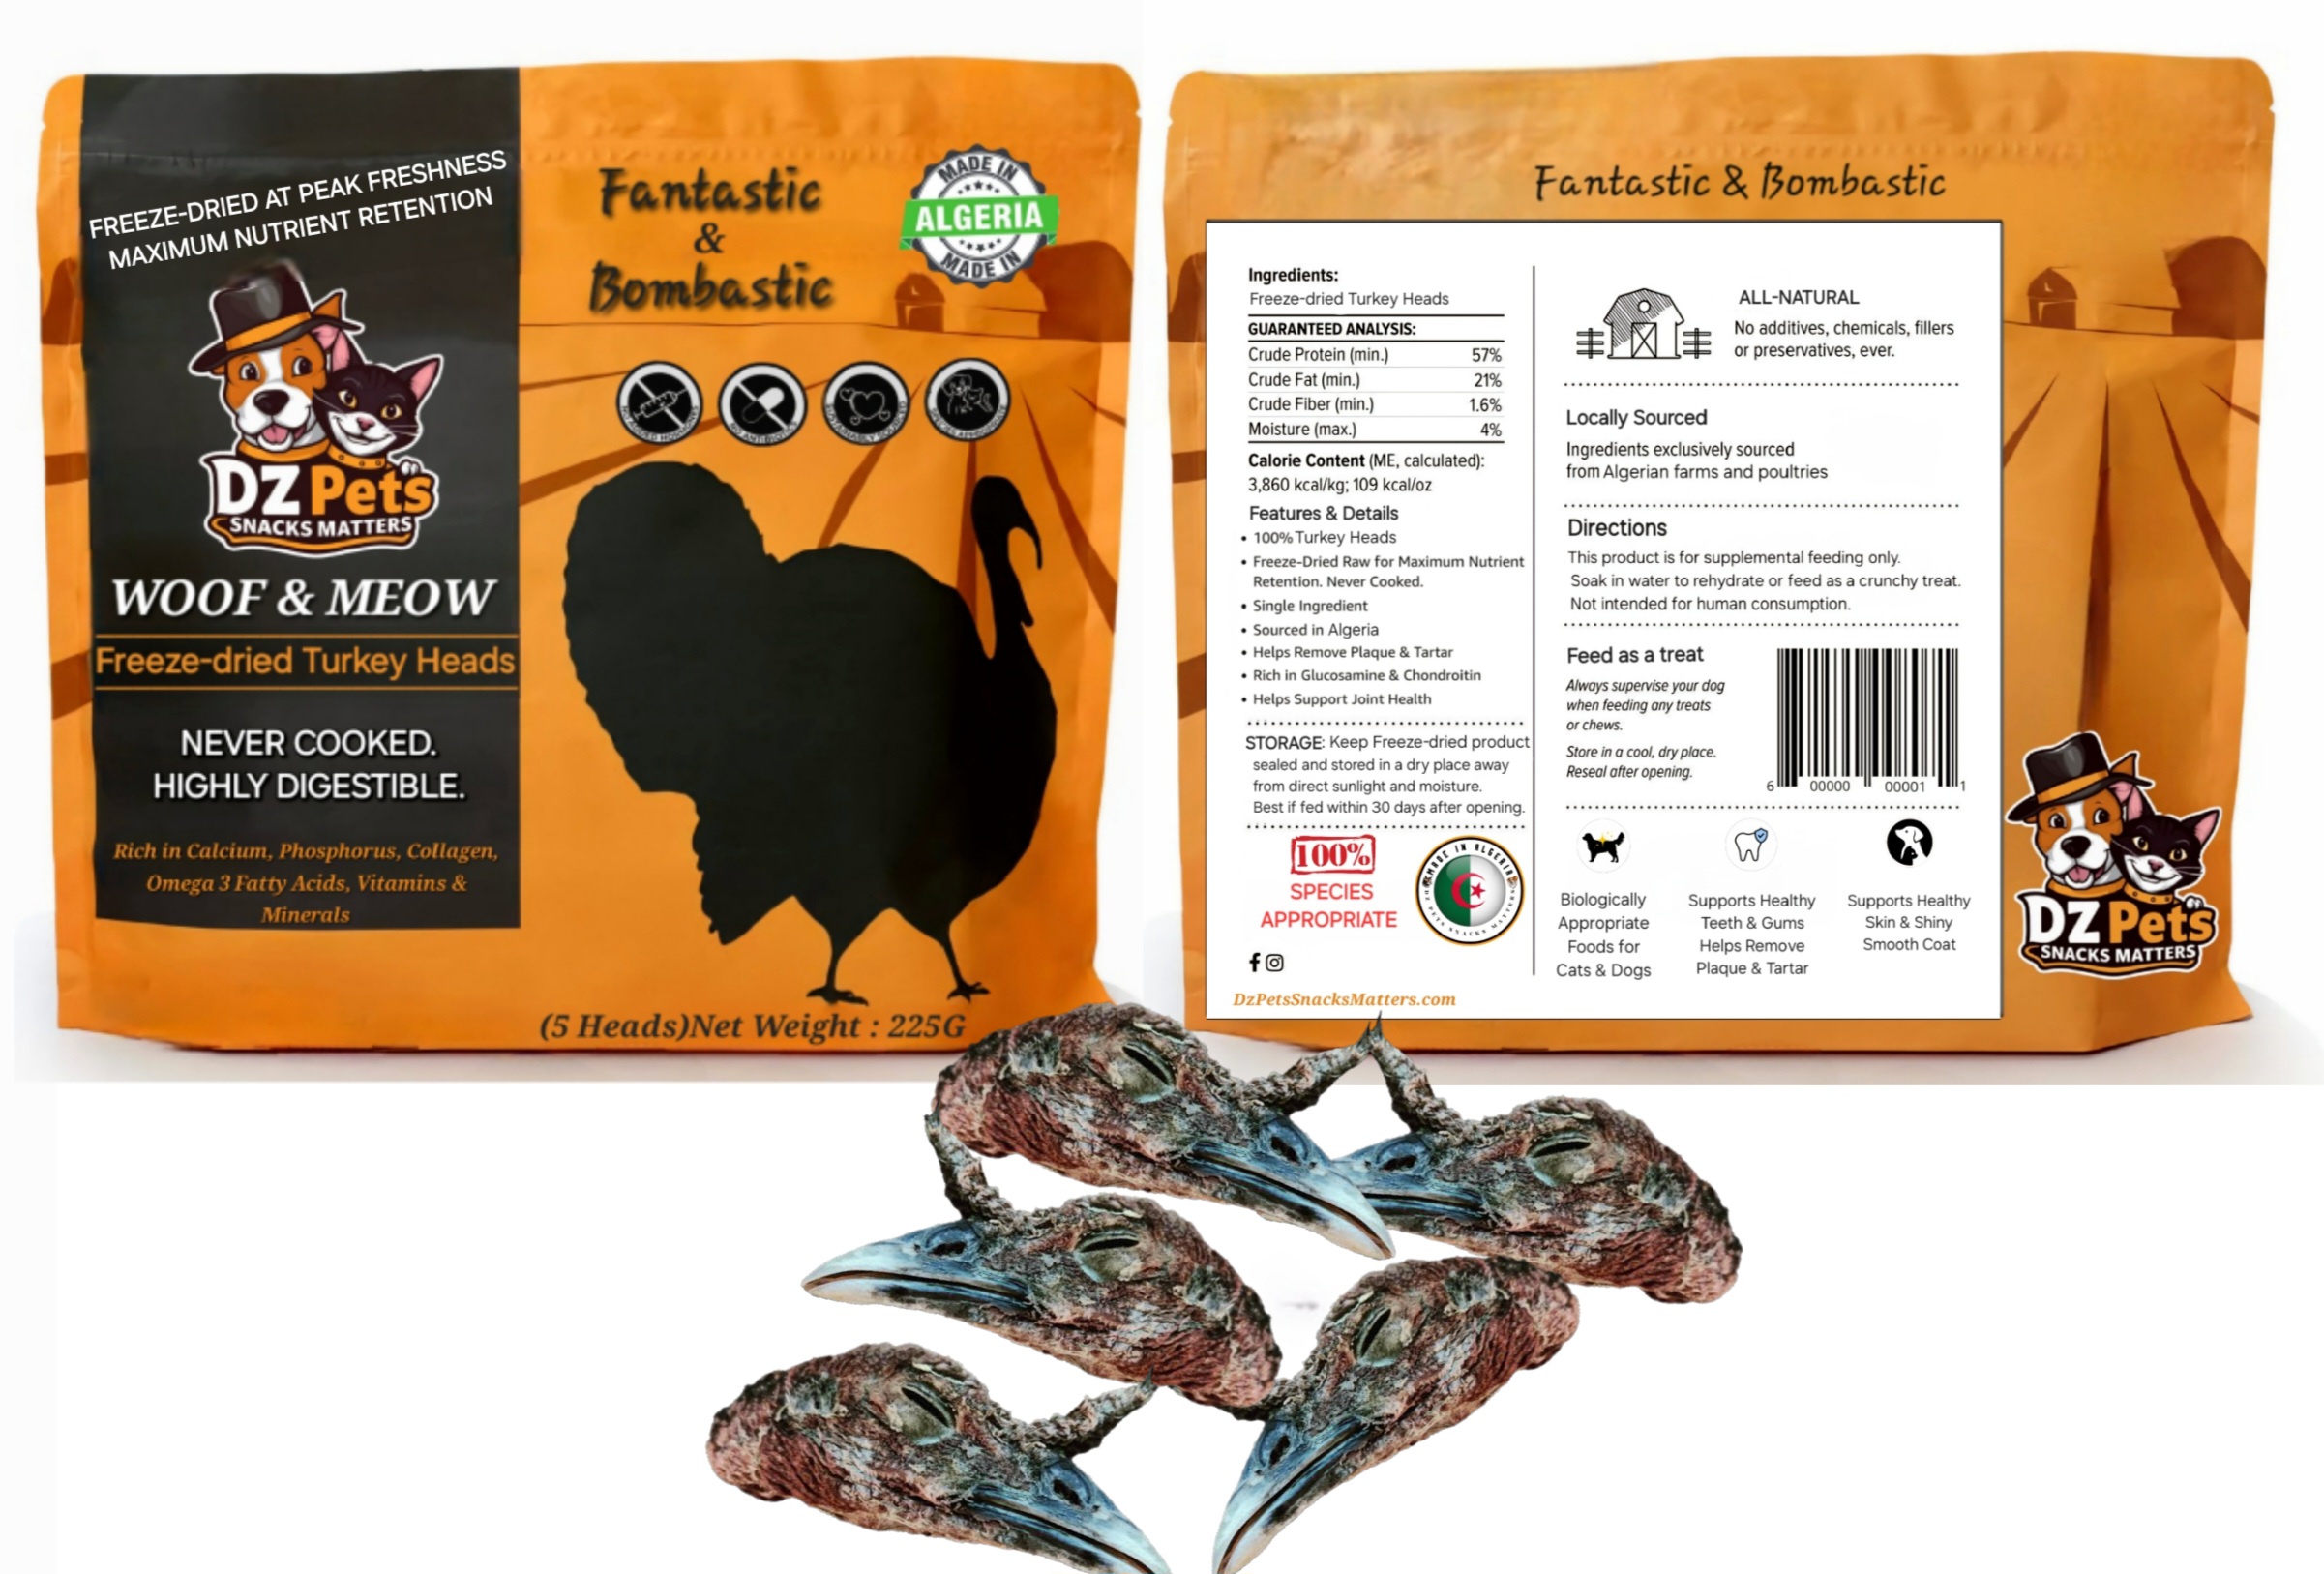 FREEZE-DRIED AT PEAK FRESHNESS
MAXIMUM NUTRIENT RETENTION
DZ Pets
SNACKS MATTERS
WOOF & MEOW
Freeze-dried Turkey Heads
NEVER COOKED.
HIGHLY DIGESTIBLE.
Rich in Calcium, Phosphorus, Collagen,
Omega 3 Fatty Acids, Vitamins &
Minerals
Fantastic
&
Bombastic
MADE IN
ALGERIA
MADE IN
(5 Heads)Net Weight : 225G
Fantastic & Bombastic
Ingredients:
Freeze-dried Turkey Heads
GUARANTEED ANALYSIS:
Crude Protein (min.) 57%
Crude Fat (min.) 21%
Crude Fiber (min.) 1.6%
Moisture (max.) 4%
Calorie Content (ME, calculated):
3,860 kcal/kg; 109 kcal/oz
Features & Details
• 100% Turkey Heads
• Freeze-Dried Raw for Maximum Nutrient
Retention. Never Cooked.
• Single Ingredient
• Sourced in Algeria
• Helps Remove Plaque & Tartar
• Rich in Glucosamine & Chondroitin
• Helps Support Joint Health
STORAGE: Keep Freeze-dried product
sealed and stored in a dry place away
from direct sunlight and moisture.
Best if fed within 30 days after opening.
100%
SPECIES
APPROPRIATE
MADE IN ALGERIA
DzPetsSnacksMatters.com
ALL-NATURAL
No additives, chemicals, fillers
or preservatives, ever.
Locally Sourced
Ingredients exclusively sourced
from Algerian farms and poultries
Directions
This product is for supplemental feeding only.
Soak in water to rehydrate or feed as a crunchy treat.
Not intended for human consumption.
Feed as a treat
Always supervise your dog
when feeding any treats
or chews.
Store in a cool, dry place.
Reseal after opening.
6 00000 00001 1
Biologically
Appropriate
Foods for
Cats & Dogs
Supports Healthy
Teeth & Gums
Helps Remove
Plaque & Tartar
Supports Healthy
Skin & Shiny
Smooth Coat
DZ Pets
SNACKS MATTERS